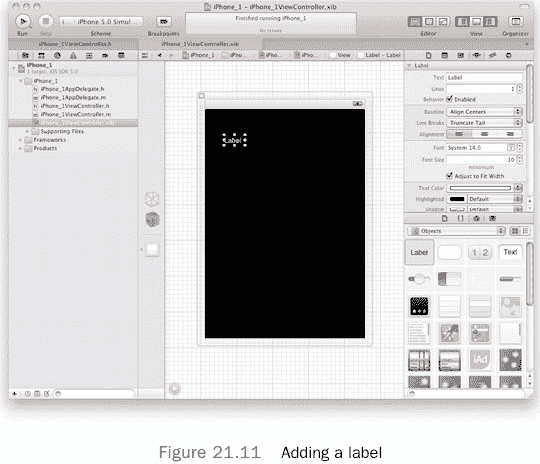 iPhone_1 – iPhone_1ViewController.xib
Finished running iPhone_1
No Issues
Run
Stop
Scheme
Breakpoints
Editor
View
Organizer
iPhone_1ViewController.h
iPhone_1ViewController.xib
iPhone_1
1 target, iOS SDK 5.0
iPhone_1
iPhone_1AppDelegate.h
iPhone_1AppDelegate.m
iPhone_1ViewController.h
iPhone_1ViewController.m
iPhone_1ViewController.xib
Supporting Files
Frameworks
Products
View
Label – Label
Label
Label
Text Label
Lines 1
Behavior Enabled
Baseline Align Centers
Line Breaks Truncate Tail
Alignment
Font System 14.0
Font Size 10
minimum
Adjust to Fit Width
Text Color
Highlighted Default
Shadow Default
Objects
Label
1 2
Text
iAd
Figure 21.11 Adding a label